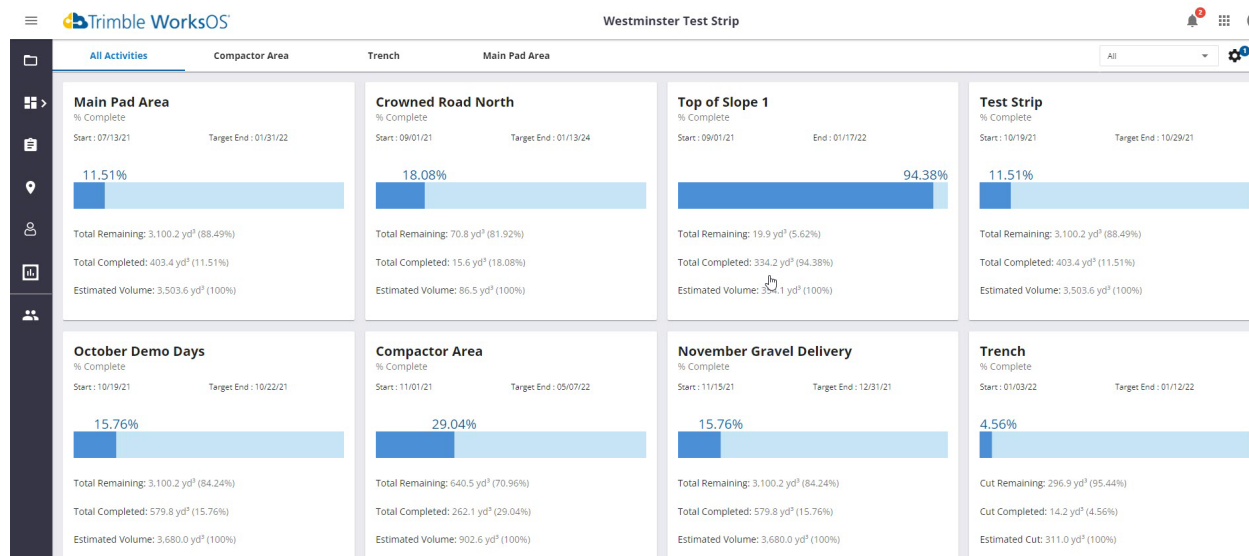 Trimble WorksOS
Westminster Test Strip
2
All Activities
Compactor Area
Trench
Main Pad Area
All
1
Main Pad Area
% Complete
Start : 07/13/21 Target End : 01/31/22
11.51%
Total Remaining: 3,100.2 yd³ (88.49%)
Total Completed: 403.4 yd³ (11.51%)
Estimated Volume: 3,503.6 yd³ (100%)
Crowned Road North
% Complete
Start : 09/01/21 Target End : 01/13/24
18.08%
Total Remaining: 70.8 yd³ (81.92%)
Total Completed: 15.6 yd³ (18.08%)
Estimated Volume: 86.5 yd³ (100%)
Top of Slope 1
% Complete
Start : 09/01/21 End : 01/17/22
94.38%
Total Remaining: 19.9 yd³ (5.62%)
Total Completed: 334.2 yd³ (94.38%)
Estimated Volume: 354.1 yd³ (100%)
Test Strip
% Complete
Start : 10/19/21 Target End : 10/29/21
11.51%
Total Remaining: 3,100.2 yd³ (88.49%)
Total Completed: 403.4 yd³ (11.51%)
Estimated Volume: 3,503.6 yd³ (100%)
October Demo Days
% Complete
Start : 10/19/21 Target End : 10/22/21
15.76%
Total Remaining: 3,100.2 yd³ (84.24%)
Total Completed: 579.8 yd³ (15.76%)
Estimated Volume: 3,680.0 yd³ (100%)
Compactor Area
% Complete
Start : 11/01/21 Target End : 05/07/22
29.04%
Total Remaining: 640.5 yd³ (70.96%)
Total Completed: 262.1 yd³ (29.04%)
Estimated Volume: 902.6 yd³ (100%)
November Gravel Delivery
% Complete
Start : 11/15/21 Target End : 12/31/21
15.76%
Total Remaining: 3,100.2 yd³ (84.24%)
Total Completed: 579.8 yd³ (15.76%)
Estimated Volume: 3,680.0 yd³ (100%)
Trench
% Complete
Start : 01/03/22 Target End : 01/12/22
4.56%
Cut Remaining: 296.9 yd³ (95.44%)
Cut Completed: 14.2 yd³ (4.56%)
Estimated Cut: 311.0 yd³ (100%)